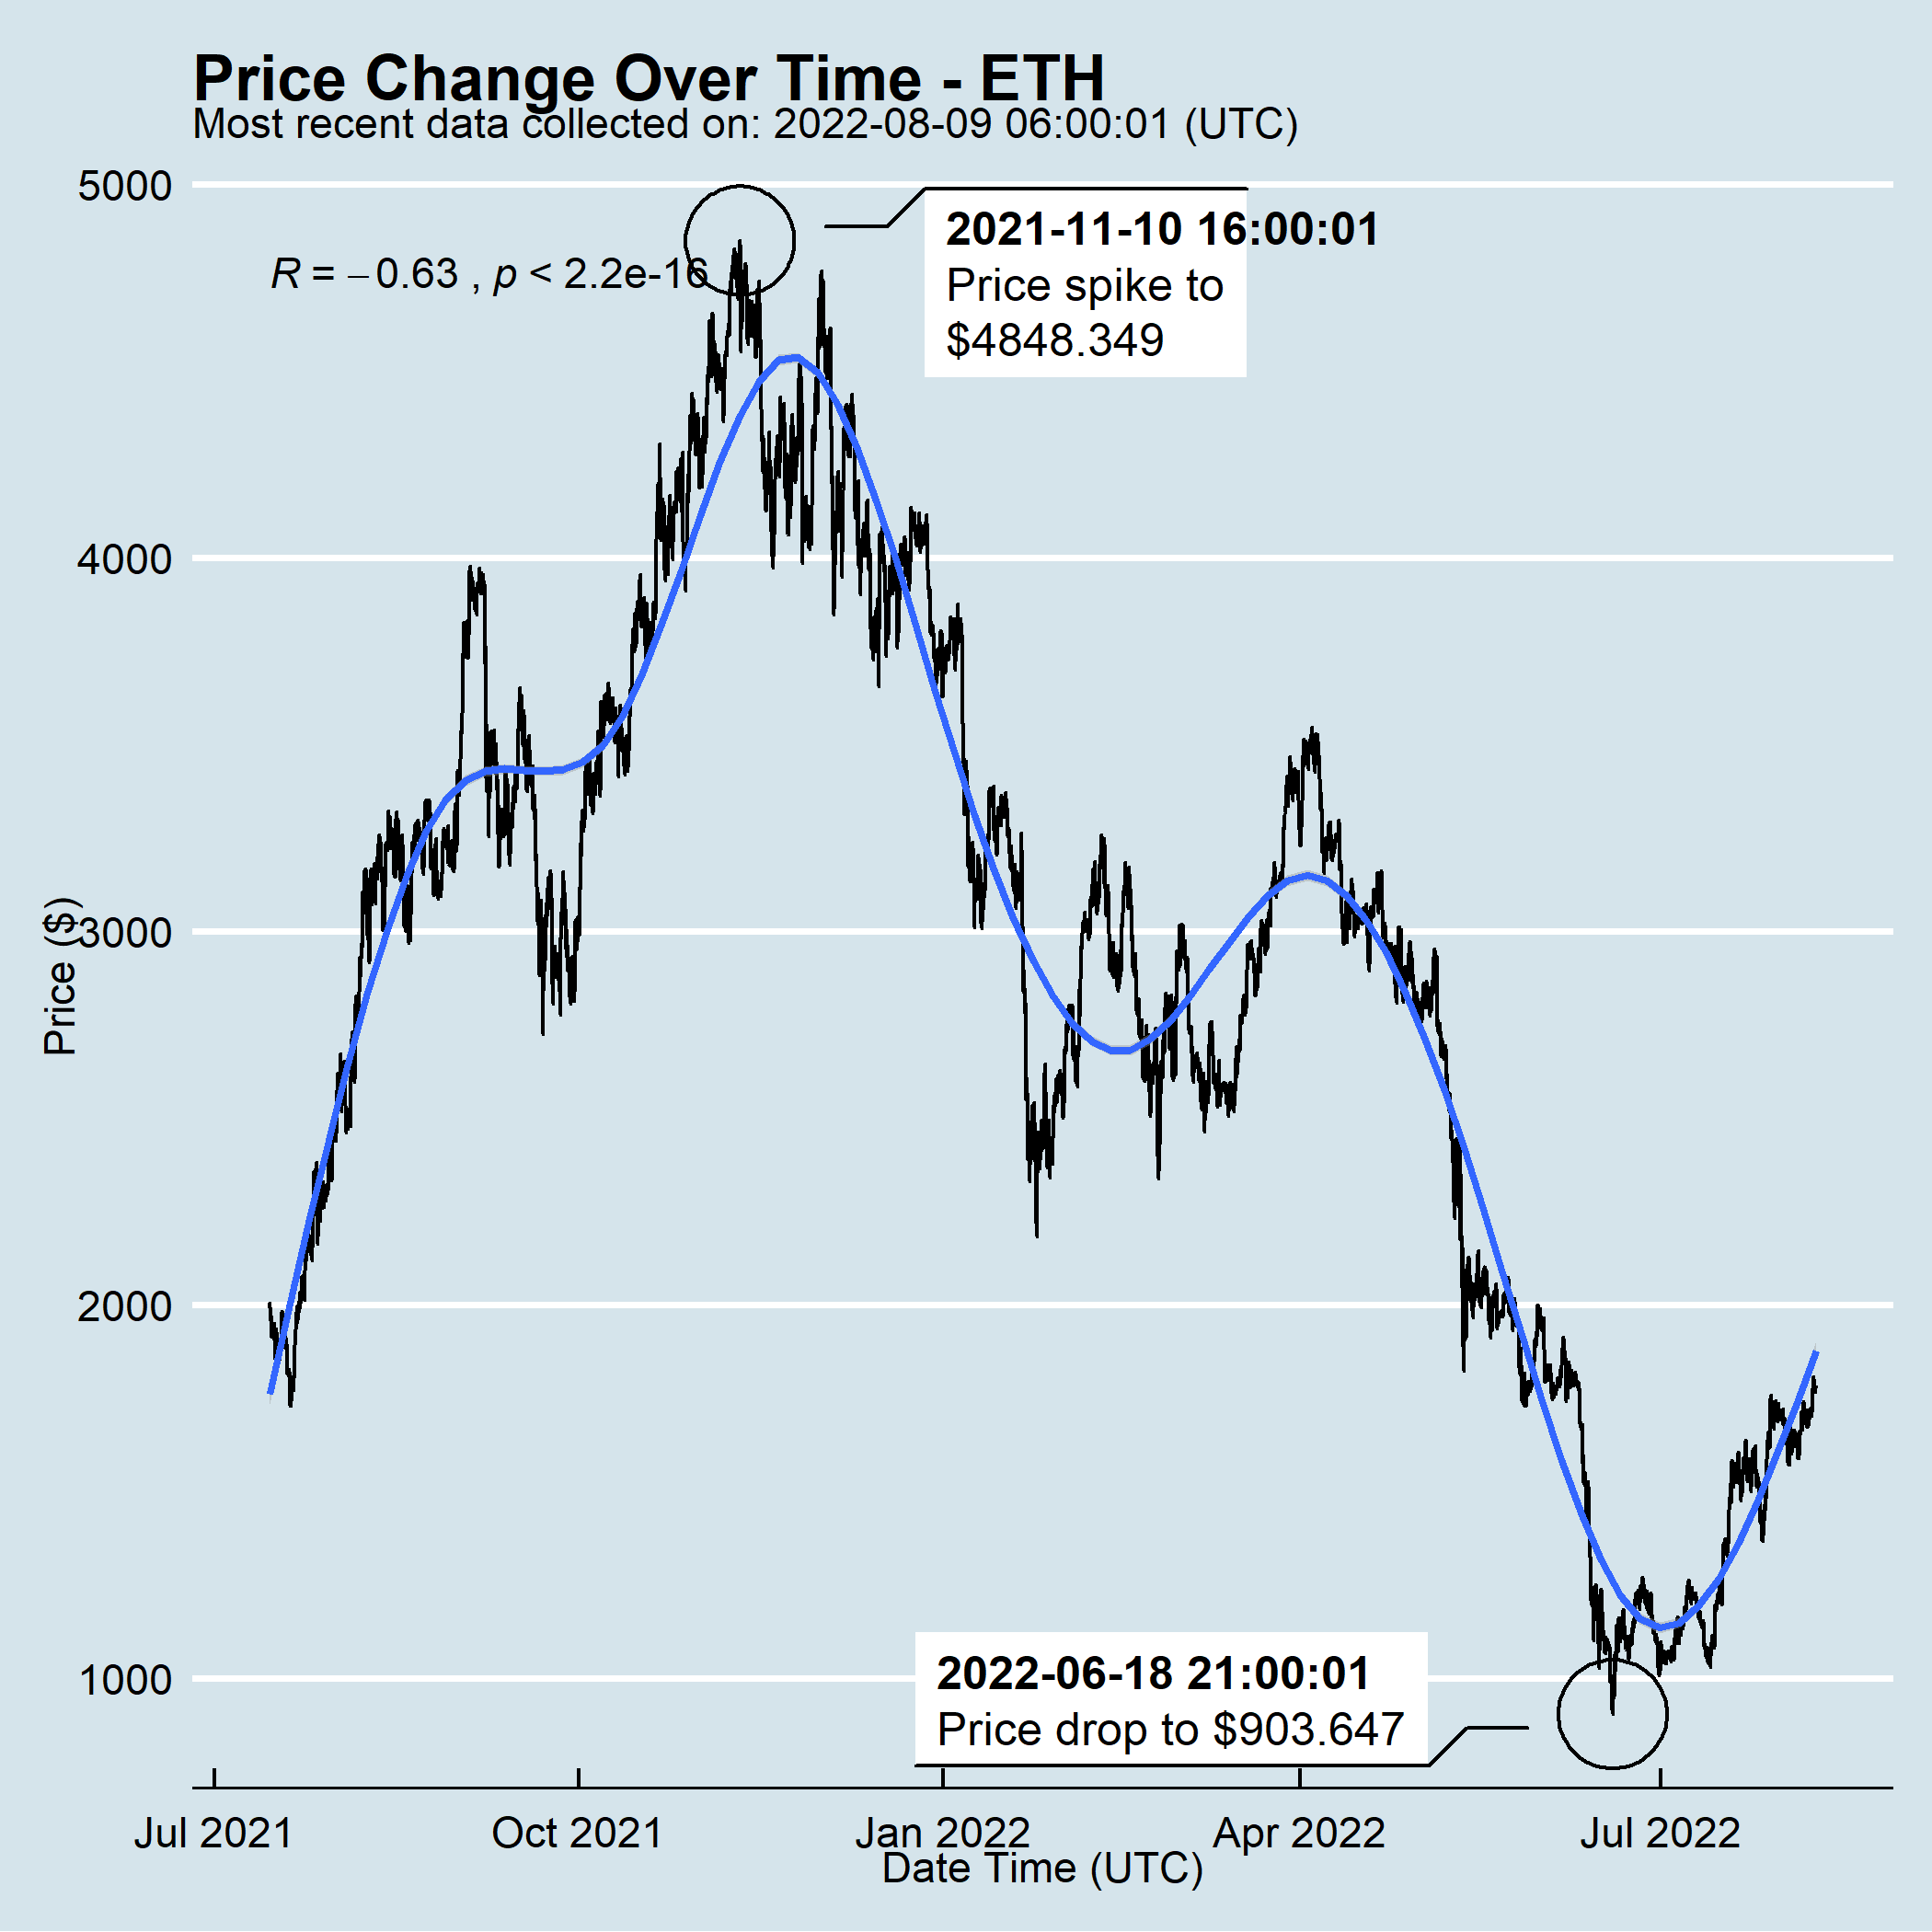 Price Change Over Time - ETH
Most recent data collected on: 2022-08-09 06:00:01 (UTC)
5000
2021-11-10 16:00:01
Price spike to
$4848.349
R = −0.63 , p < 2.2e-16
4000
Price ($)
3000
2000
1000
2022-06-18 21:00:01
Price drop to $903.647
Jul 2021
Oct 2021
Jan 2022
Apr 2022
Jul 2022
Date Time (UTC)